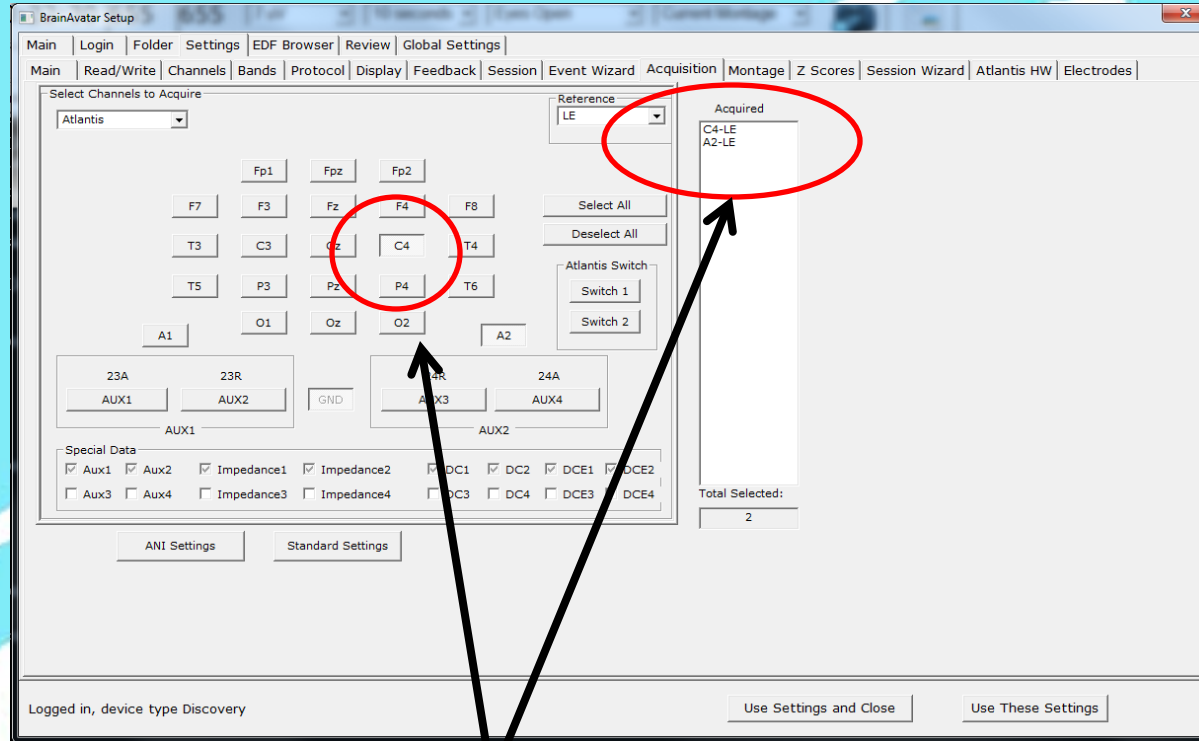 BrainAvatar Setup
Main Login Folder Settings EDF Browser Review Global Settings
Main Read/Write Channels Bands Protocol Display Feedback Session Event Wizard Acquisition Montage Z Scores Session Wizard Atlantis HW Electrodes
Select Channels to Acquire
Atlantis
Reference
LE
Acquired
C4-LE
A2-LE
Fp1 Fpz Fp2
F7 F3 Fz F4 F8
Select All
T3 C3 Cz C4 T4
Deselect All
T5 P3 Pz P4 T6
Atlantis Switch
Switch 1
Switch 2
A1 O1 Oz O2 A2
23A 23R 24R 24A
AUX1 AUX2 GND AUX3 AUX4
AUX1 AUX2
Special Data
Aux1 Aux2 Impedance1 Impedance2 DC1 DC2 DCE1 DCE2
Aux3 Aux4 Impedance3 Impedance4 DC3 DC4 DCE3 DCE4
Total Selected:
2
ANI Settings Standard Settings
Logged in, device type Discovery
Use Settings and Close Use These Settings